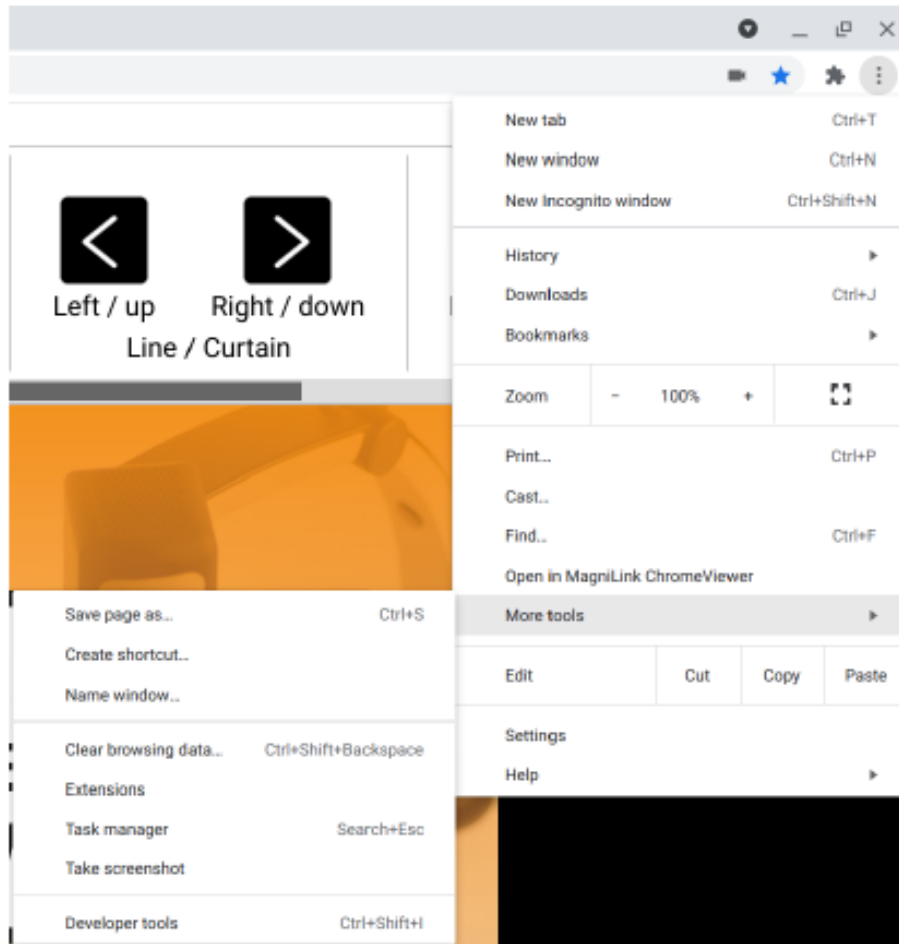 New tab Ctrl+T
New window Ctrl+N
New Incognito window Ctrl+Shift+N
History
Downloads Ctrl+J
Bookmarks
Zoom - 100% +
Print... Ctrl+P
Cast...
Find... Ctrl+F
Open in MagniLink ChromeViewer
More tools
Edit Cut Copy Paste
Settings
Help
Left / up Right / down
Line / Curtain
Save page as... Ctrl+S
Create shortcut...
Name window...
Clear browsing data... Ctrl+Shift+Backspace
Extensions
Task manager Search+Esc
Take screenshot
Developer tools Ctrl+Shift+I